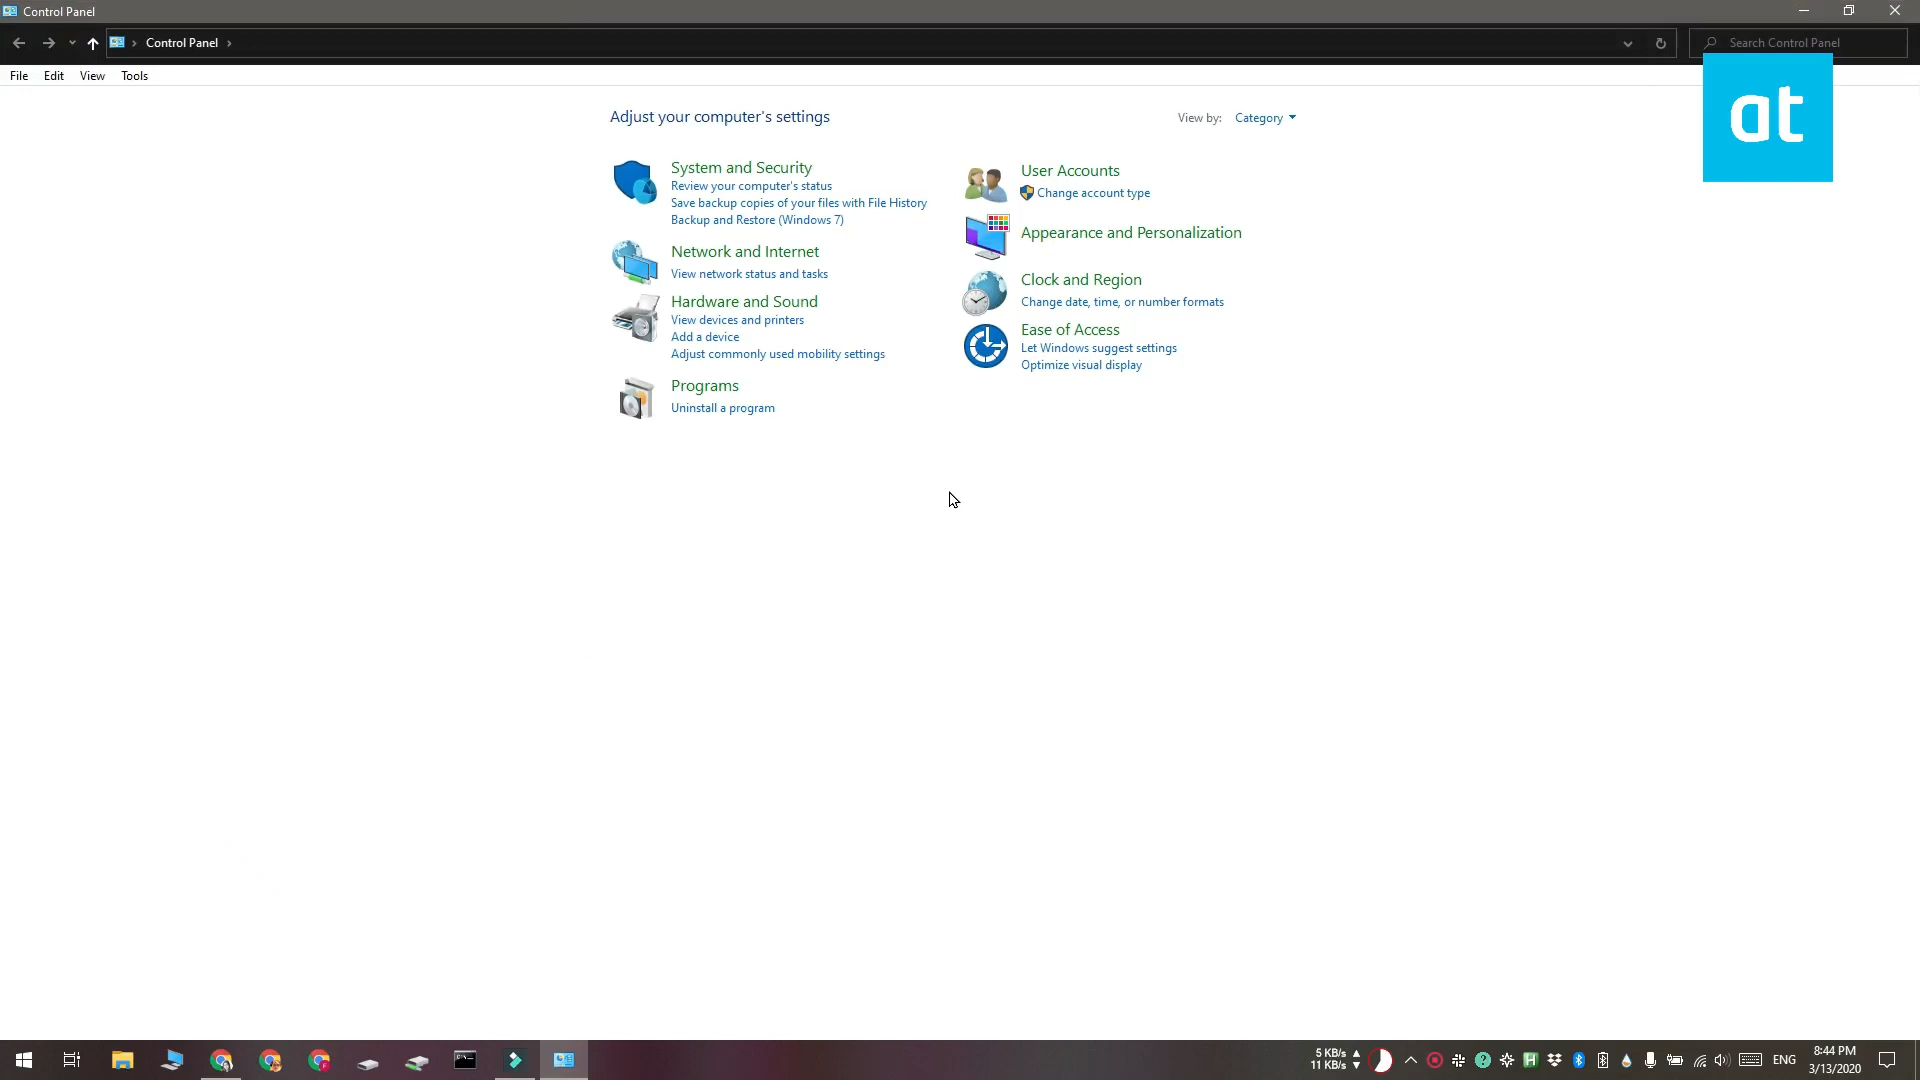 Control Panel
Control Panel
Search Control Panel
File Edit View Tools
at
Adjust your computer's settings
View by: Category
System and Security
Review your computer's status
Save backup copies of your files with File History
Backup and Restore (Windows 7)
Network and Internet
View network status and tasks
Hardware and Sound
View devices and printers
Add a device
Adjust commonly used mobility settings
Programs
Uninstall a program
User Accounts
Change account type
Appearance and Personalization
Clock and Region
Change date, time, or number formats
Ease of Access
Let Windows suggest settings
Optimize visual display
5 KB/s
11 KB/s
ENG
8:44 PM
3/13/2020